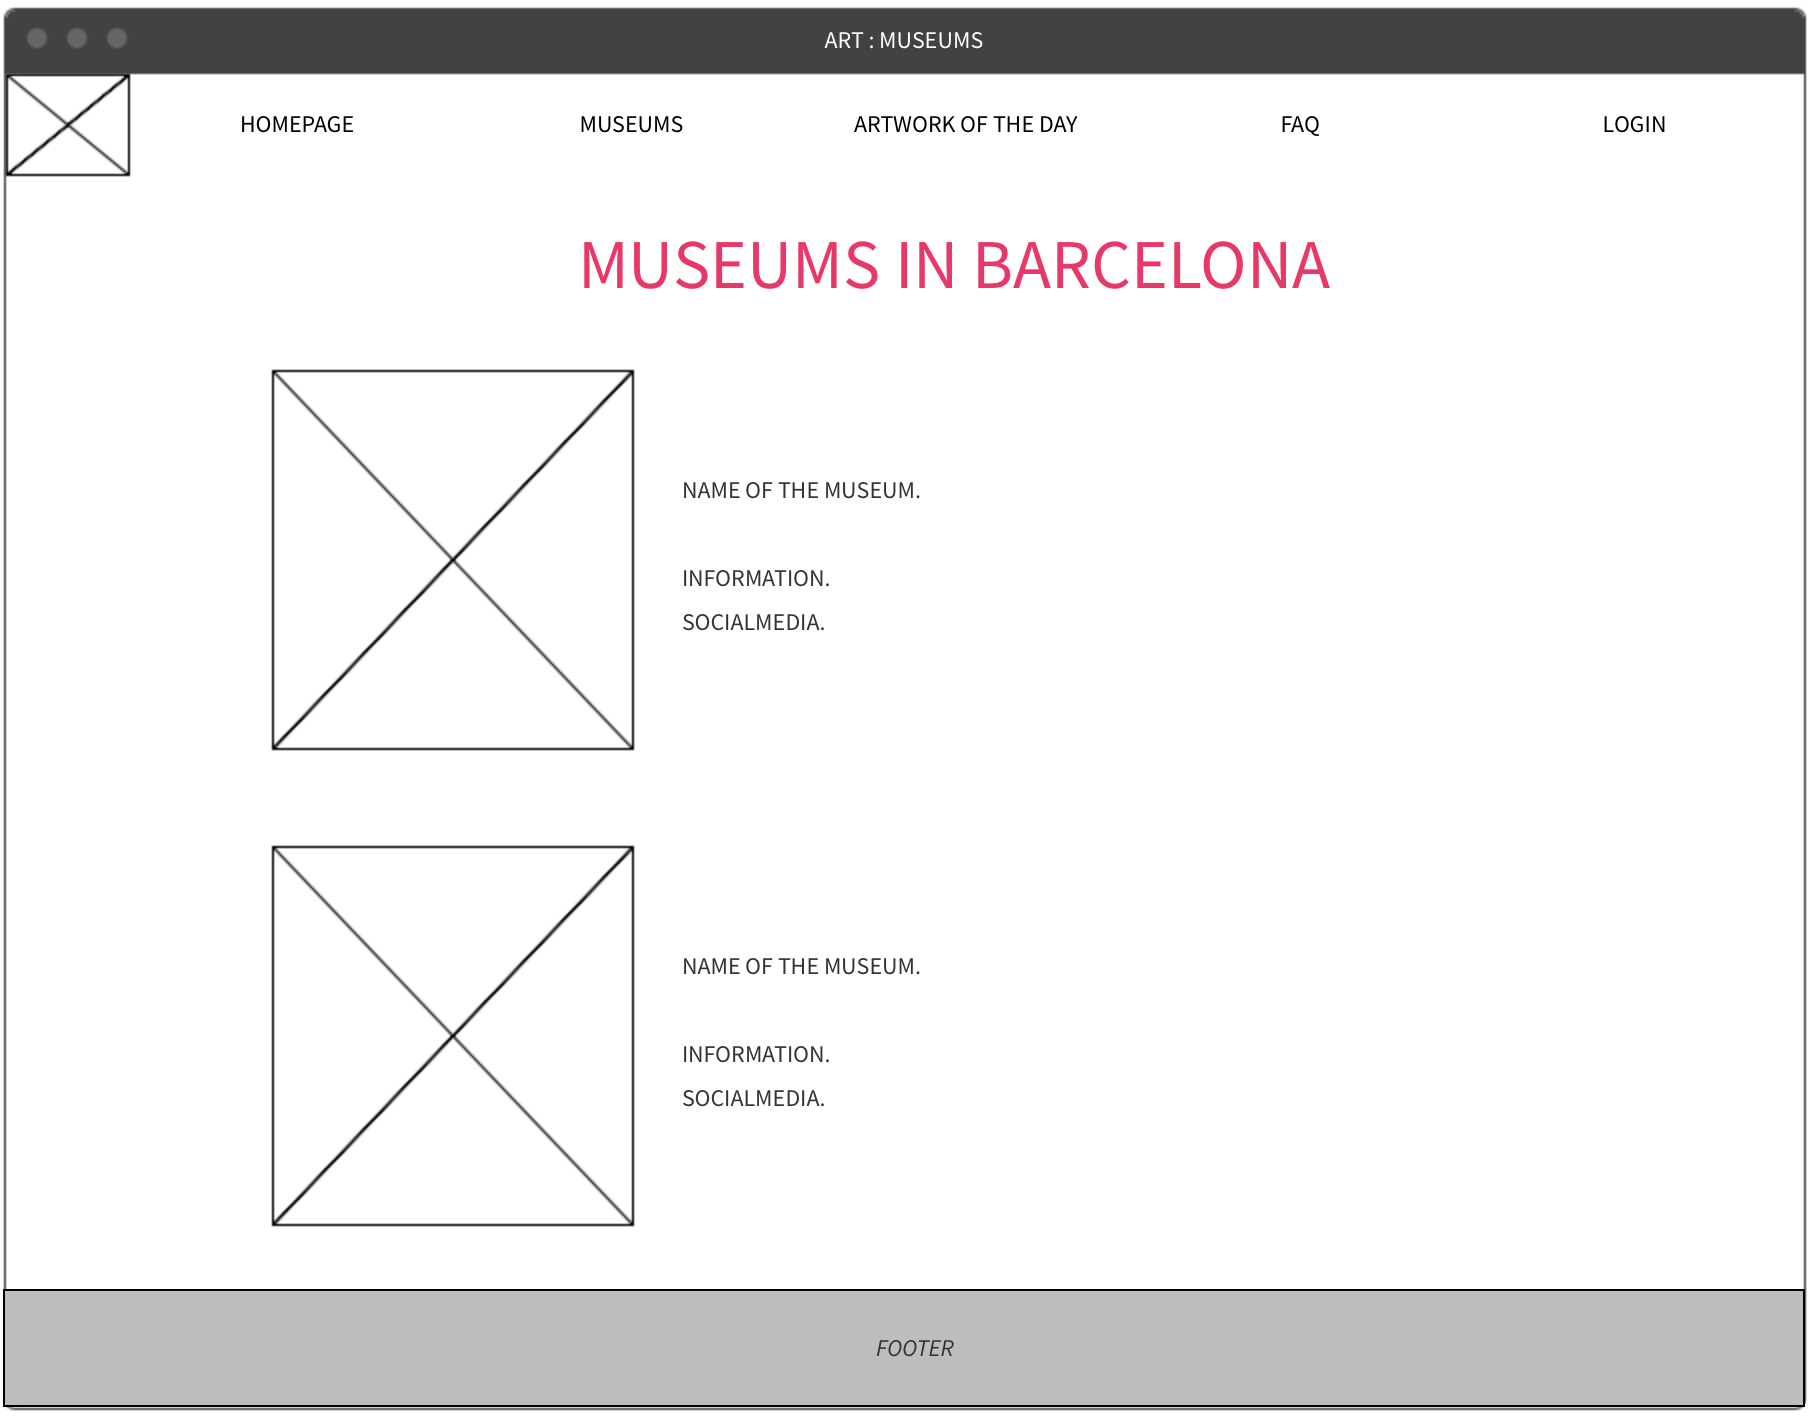 ART : MUSEUMS
HOMEPAGE MUSEUMS ARTWORK OF THE DAY FAQ LOGIN
MUSEUMS IN BARCELONA
NAME OF THE MUSEUM.
INFORMATION.
SOCIALMEDIA.
NAME OF THE MUSEUM.
INFORMATION.
SOCIALMEDIA.
FOOTER